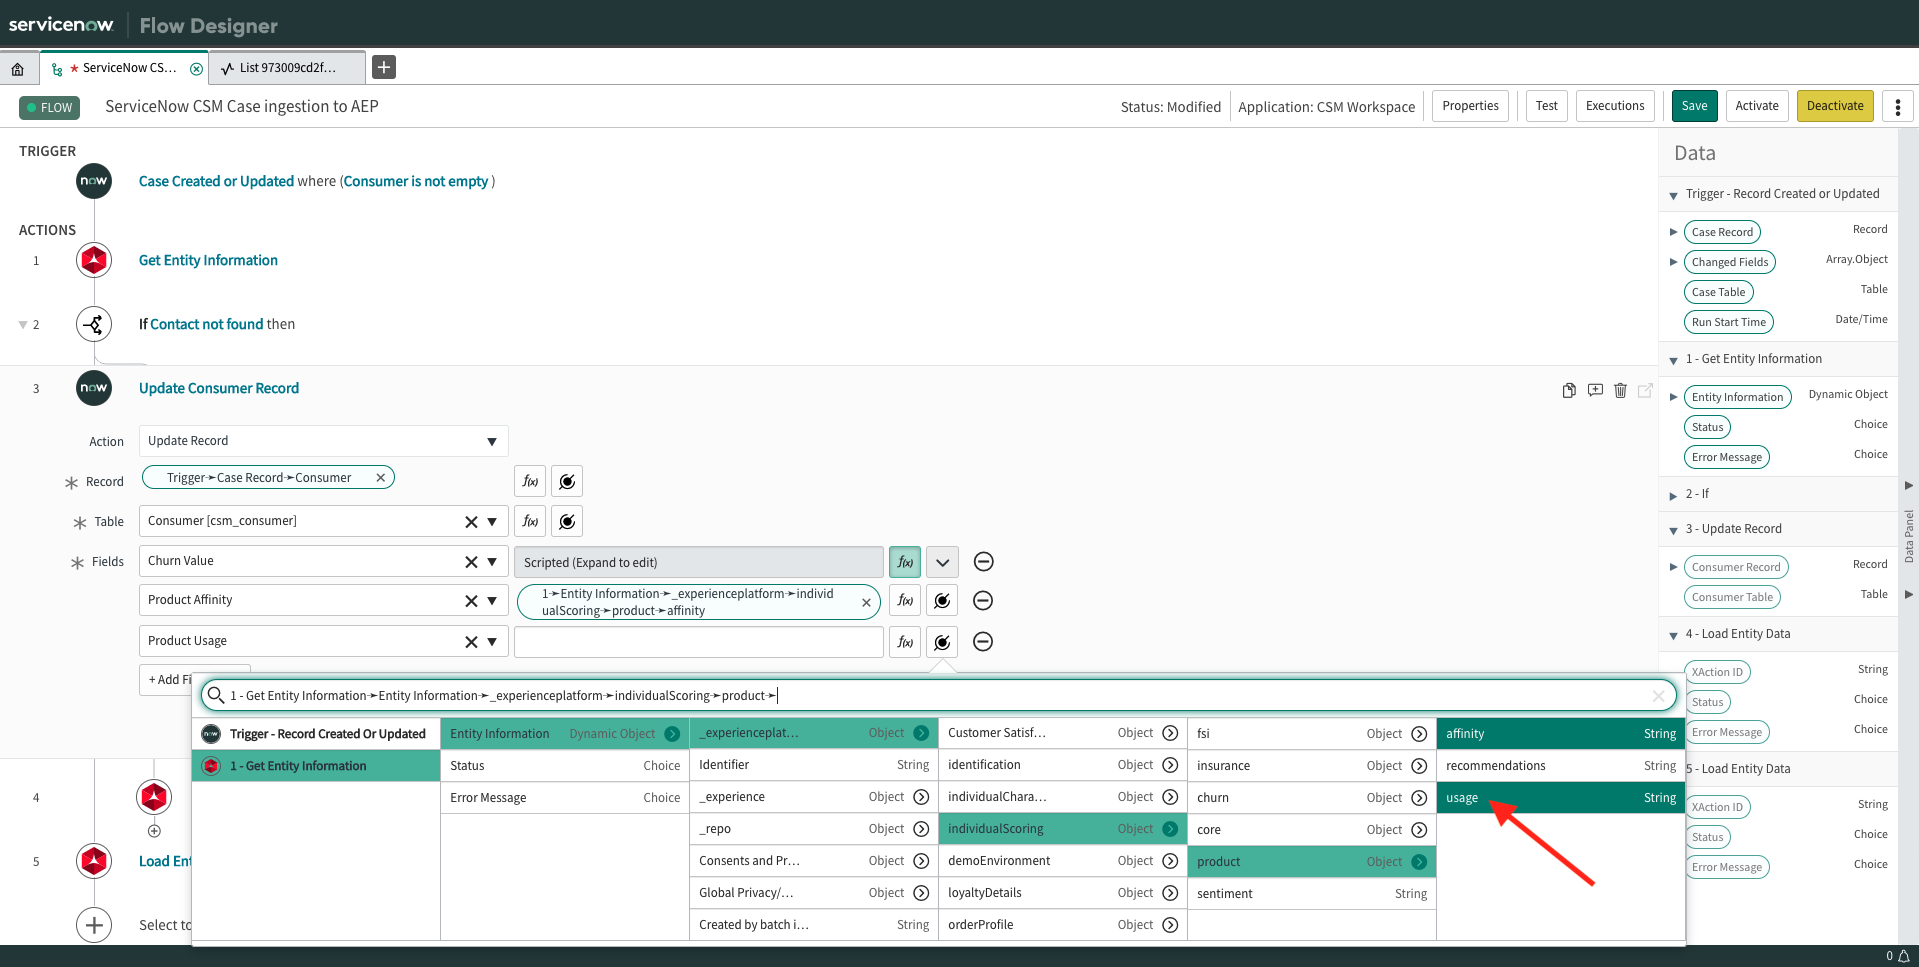 servicenow Flow Designer
ServiceNow CS...
List 973009cd2f...
FLOW
ServiceNow CSM Case ingestion to AEP
Status: Modified
Application: CSM Workspace
Properties
Test
Executions
Save
Activate
Deactivate
TRIGGER
now
Case Created or Updated where (Consumer is not empty )
ACTIONS
1 Get Entity Information
2 If Contact not found then
3 now Update Consumer Record
Action Update Record
Record Trigger➛Case Record➛Consumer
f(x)
Table Consumer [csm_consumer]
f(x)
Fields Churn Value
Scripted (Expand to edit)
f(x)
Product Affinity
1➛Entity Information➛_experienceplatform➛individ
ualScoring➛product➛affinity
f(x)
Product Usage
f(x)
+ Add Fi
1 - Get Entity Information➛Entity Information➛_experienceplatform➛individualScoring➛product➛
now Trigger - Record Created Or Updated
1 - Get Entity Information
Entity Information Dynamic Object
Status Choice
Error Message Choice
_experienceplat... Object
Identifier String
_experience Object
_repo Object
Consents and Pr... Object
Global Privacy/... Object
Created by batch i... String
Customer Satisf... Object
identification Object
individualChara... Object
individualScoring Object
demoEnvironment Object
loyaltyDetails Object
orderProfile Object
fsi Object
insurance Object
churn Object
core Object
product Object
sentiment String
affinity String
recommendations String
usage String
4
5 Load Ent
Select to
Data
Trigger - Record Created or Updated
Case Record Record
Changed Fields Array.Object
Case Table Table
Run Start Time Date/Time
1 - Get Entity Information
Entity Information Dynamic Object
Status Choice
Error Message Choice
2 - If
3 - Update Record
Consumer Record Record
Consumer Table Table
4 - Load Entity Data
XAction ID String
Status Choice
Error Message Choice
5 - Load Entity Data
XAction ID String
Status Choice
Error Message Choice
Data Panel
0